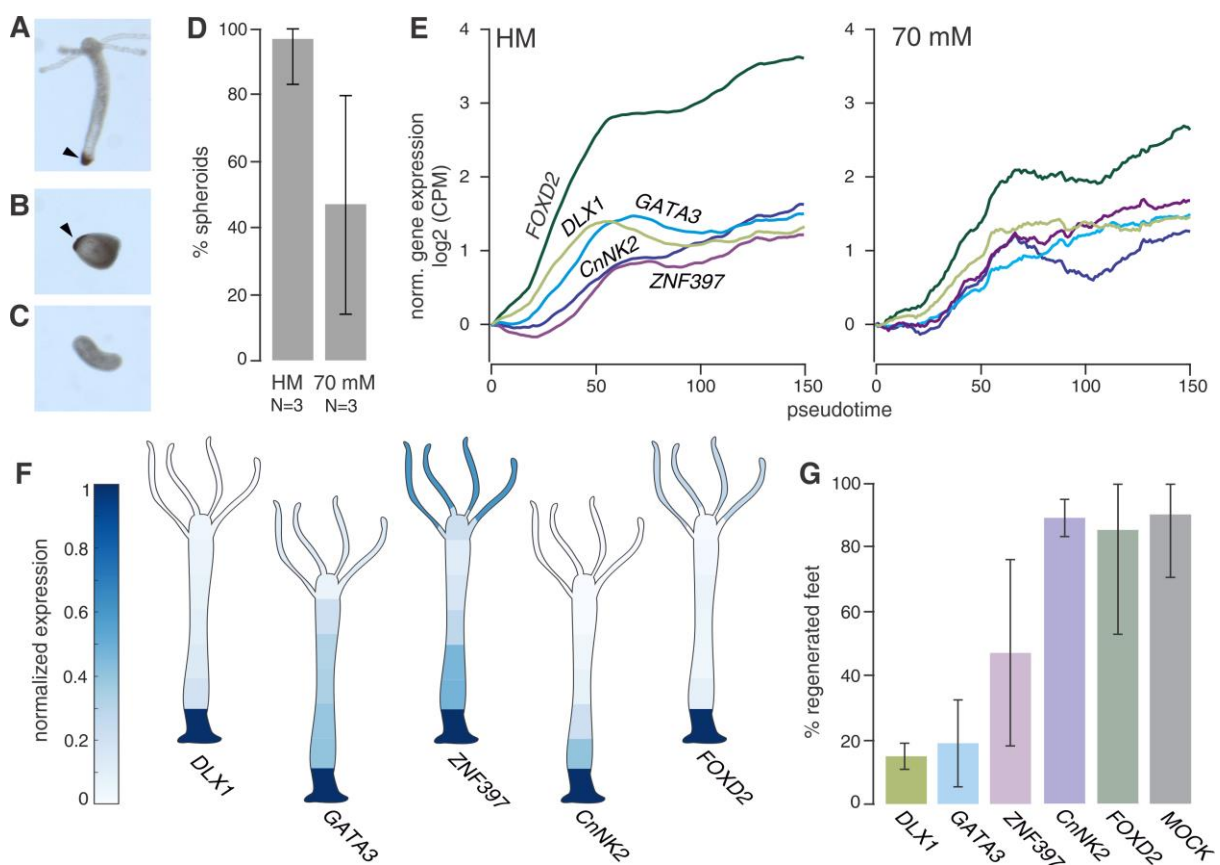 A
B
C
D
100
80
60
40
20
0
% spheroids
HM
N=3
70 mM
N=3
E
HM
4
3
2
1
0
norm. gene expression
log2 (CPM)
FOXD2
DLX1
GATA3
CnNK2
ZNF397
0
50
100
150
70 mM
4
3
2
1
0
0
50
100
150
pseudotime
F
1
0.8
0.6
0.4
0.2
0
normalized expression
DLX1
GATA3
ZNF397
CnNK2
FOXD2
G
100
80
60
40
20
0
% regenerated feet
DLX1
GATA3
ZNF397
CnNK2
FOXD2
MOCK